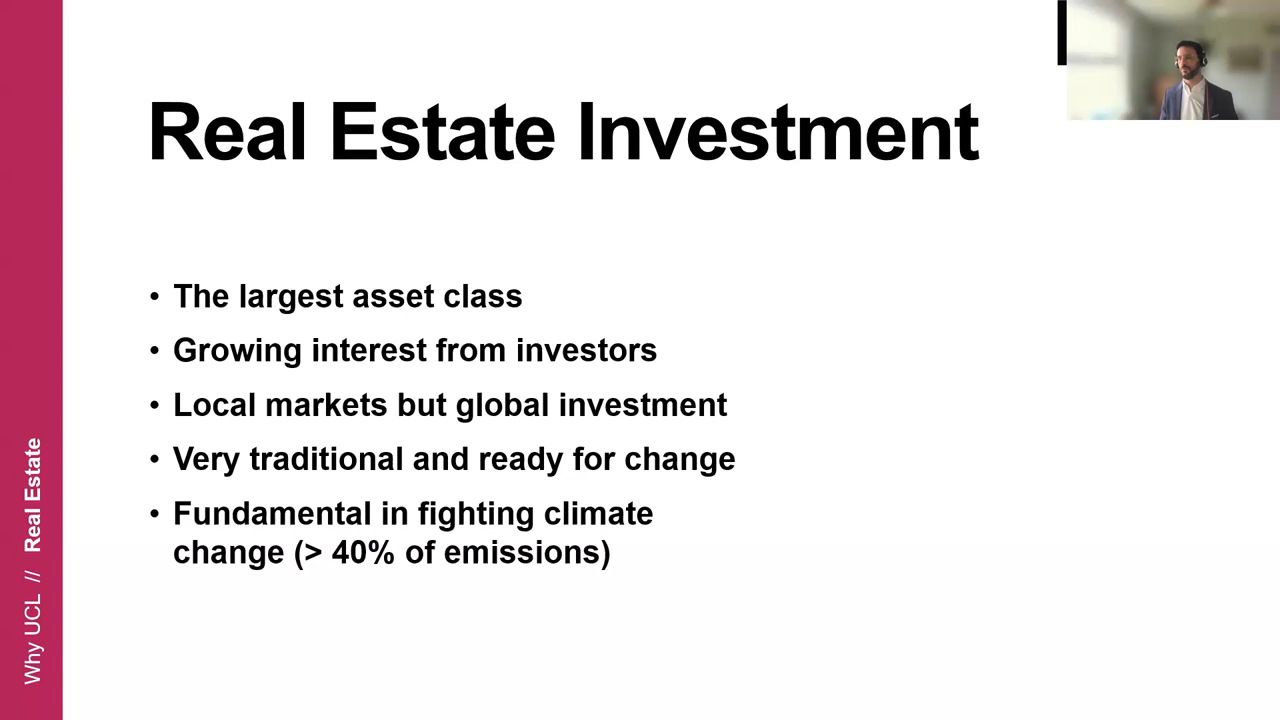 Real Estate Investment
• The largest asset class
• Growing interest from investors
• Local markets but global investment
• Very traditional and ready for change
• Fundamental in fighting climate
change (> 40% of emissions)
Why UCL // Real Estate